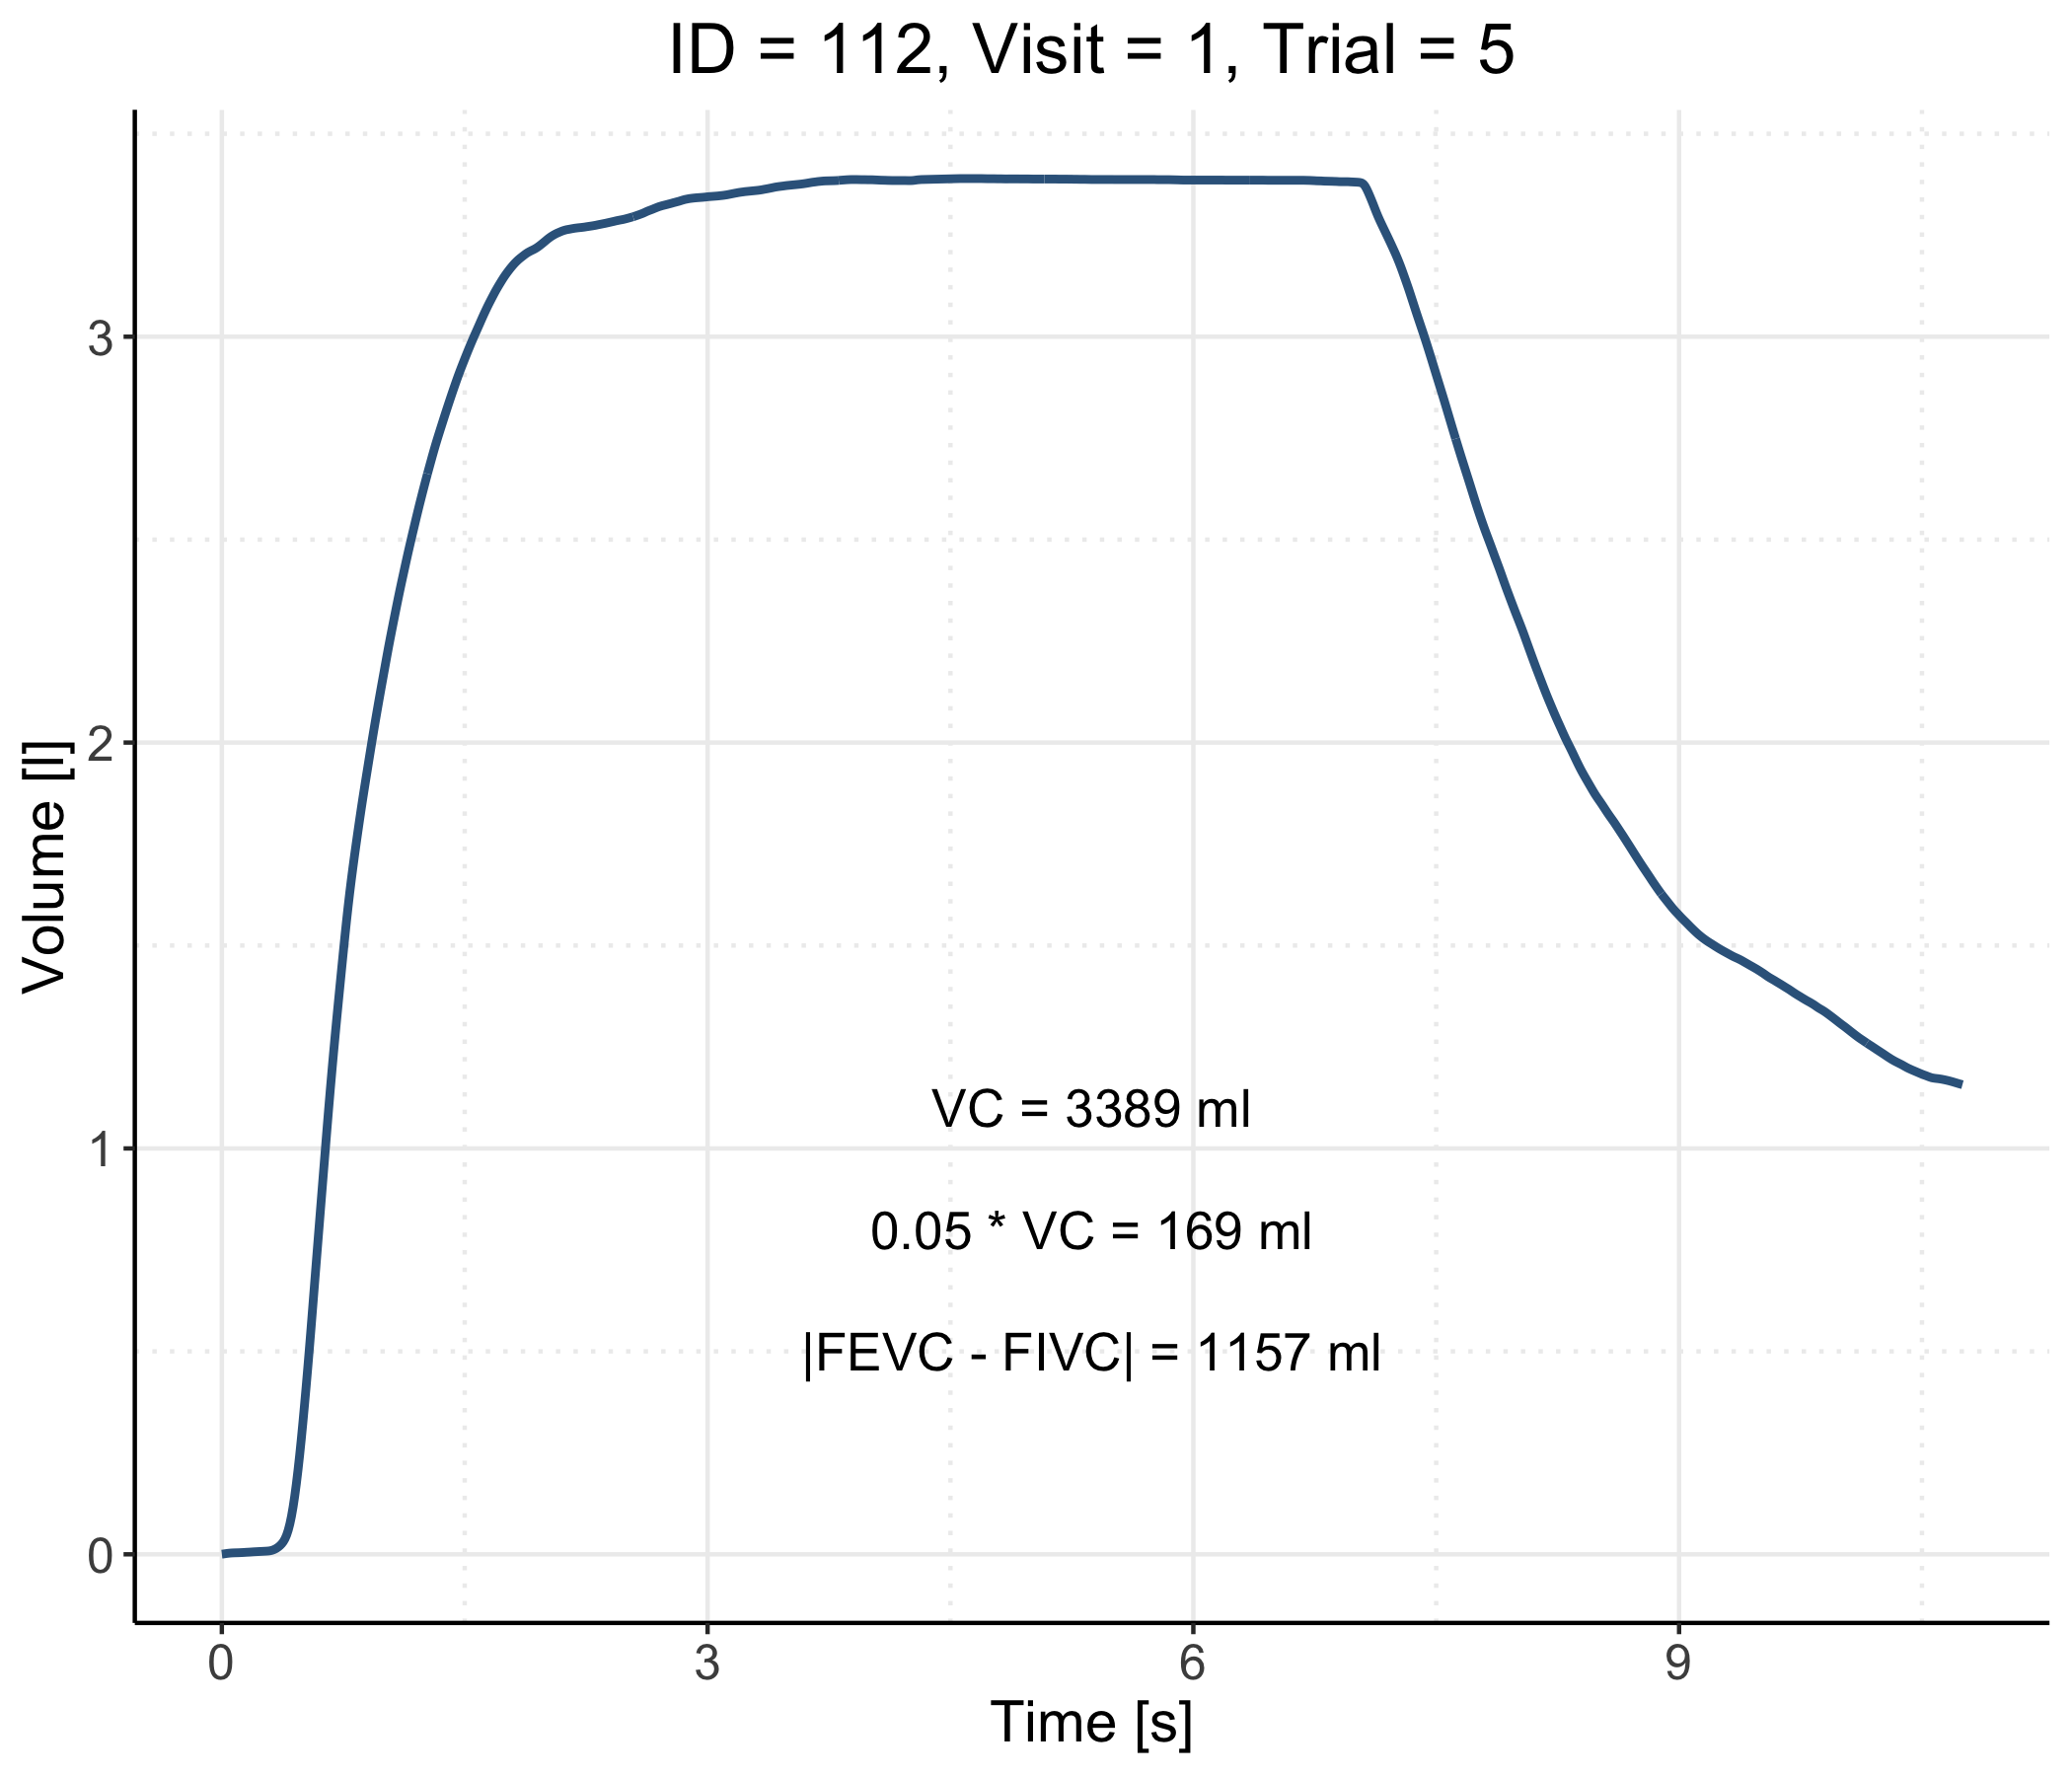 ID = 112, Visit = 1, Trial = 5
Volume [l]
3
2
1
0
VC = 3389 ml
0.05 * VC = 169 ml
|FEVC - FIVC| = 1157 ml
0 3 6 9
Time [s]